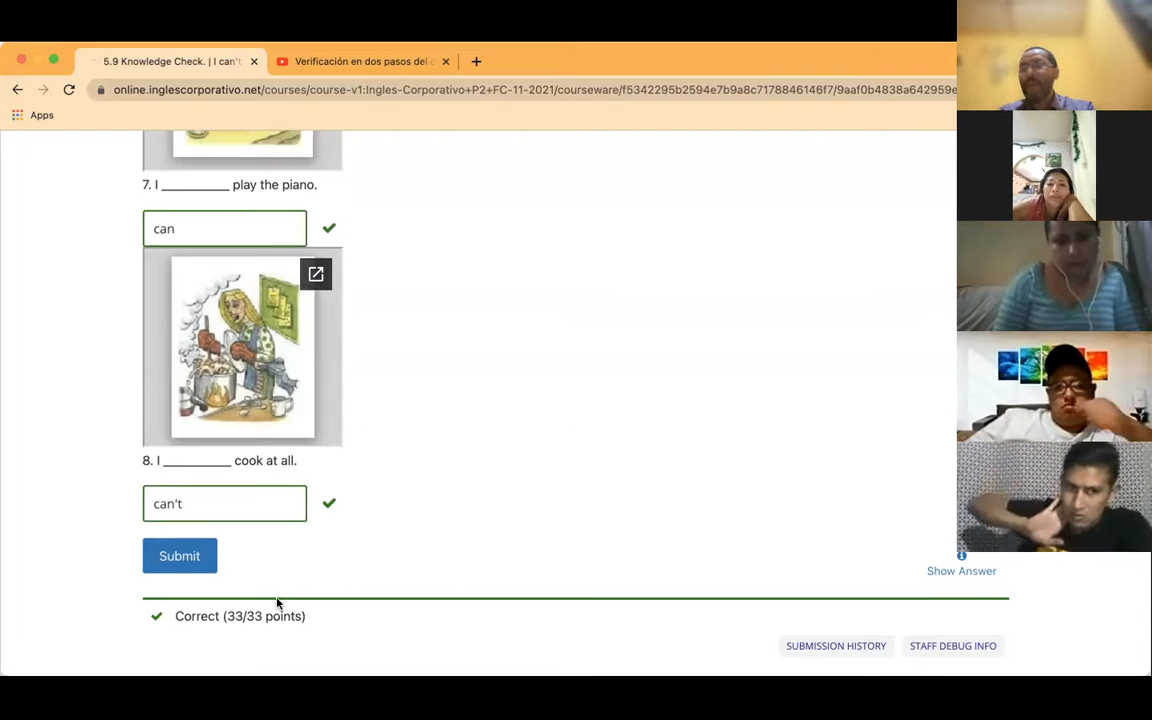 5.9 Knowledge Check. | I can't
Verificación en dos pasos del
online.inglescorporativo.net/courses/course-v1:Ingles-Corporativo+P2+FC-11-2021/courseware/f5342295b2594e7b9a8c7178846146f7/9aaf0b4838a642959e
Apps
7. I __________ play the piano.
can
8. I __________ cook at all.
can't
Submit
Show Answer
Correct (33/33 points)
SUBMISSION HISTORY STAFF DEBUG INFO